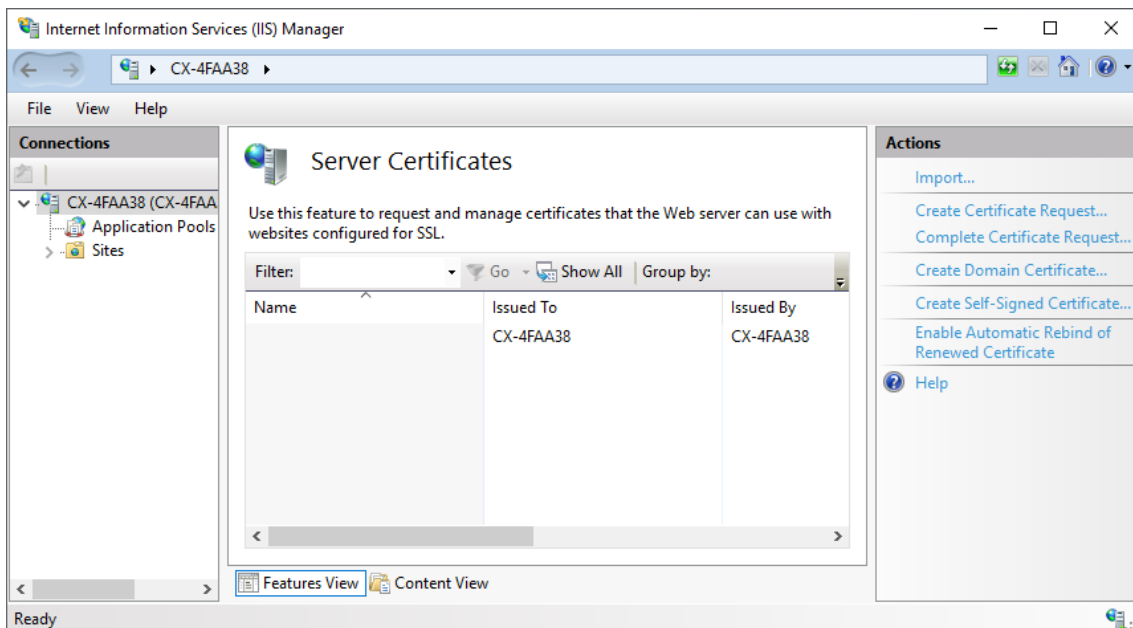 Internet Information Services (IIS) Manager
CX-4FAA38
File View Help
Connections
CX-4FAA38 (CX-4FAA
Application Pools
Sites
Server Certificates
Use this feature to request and manage certificates that the Web server can use with
websites configured for SSL.
Filter: Go Show All Group by:
Name Issued To Issued By
CX-4FAA38 CX-4FAA38
Features View Content View
Actions
Import...
Create Certificate Request...
Complete Certificate Request...
Create Domain Certificate...
Create Self-Signed Certificate...
Enable Automatic Rebind of
Renewed Certificate
Help
Ready